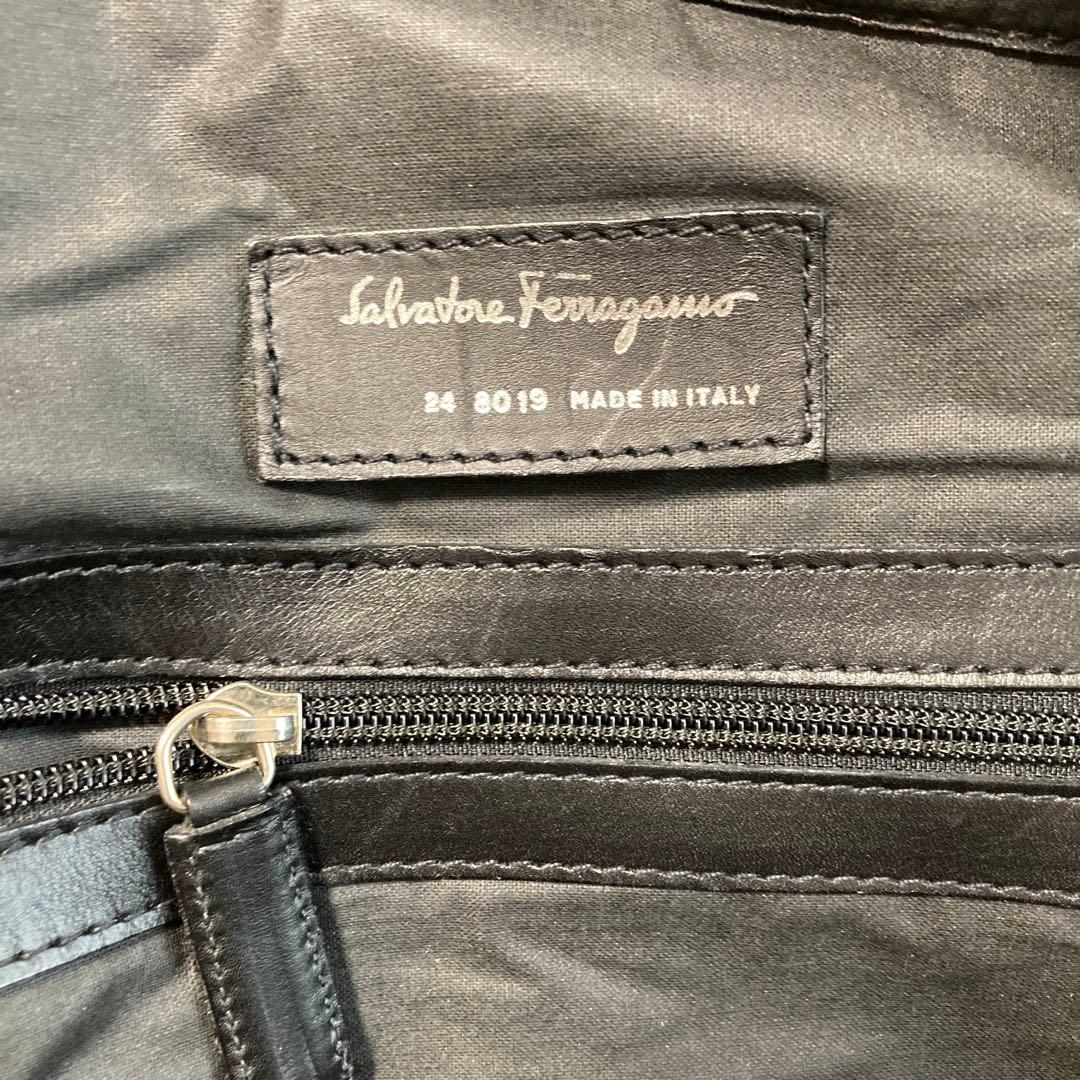 Salvatore Ferragamo
24 8019 MADE IN ITALY